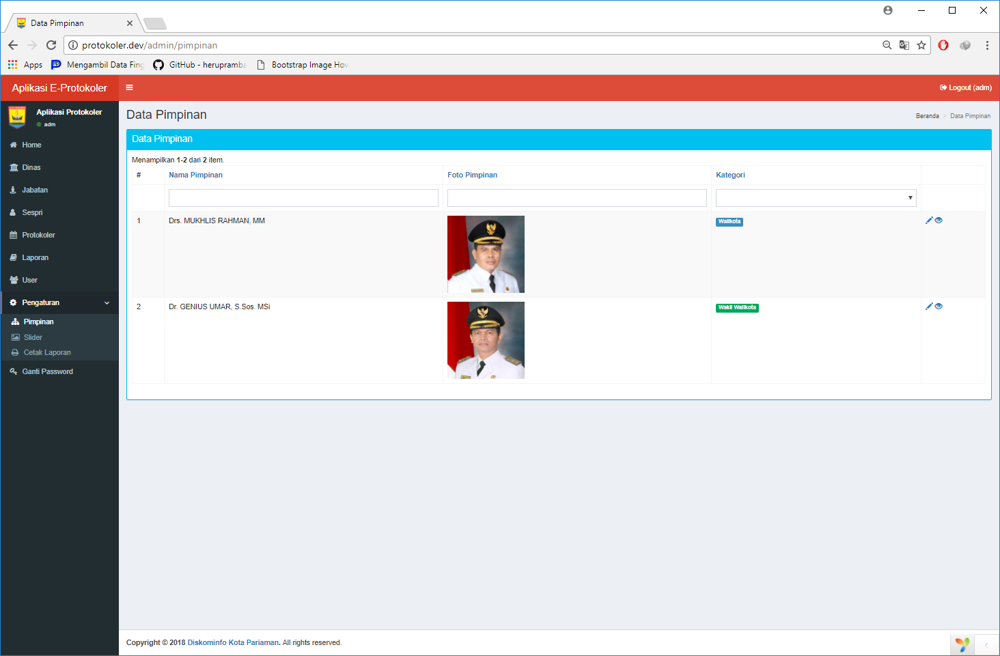 Data Pimpinan
protokoler.dev/admin/pimpinan
Apps Mengambil Data Fing GitHub - herupramba Bootstrap Image Hov
Aplikasi E-Protokoler
Logout (adm)
Aplikasi Protokoler
adm
Home
Dinas
Jabatan
Sespri
Protokoler
Laporan
User
Pengaturan
Pimpinan
Slider
Cetak Laporan
Ganti Password
Data Pimpinan
Beranda > Data Pimpinan
Data Pimpinan
Menampilkan 1-2 dari 2 item.
# Nama Pimpinan Foto Pimpinan Kategori
1 Drs. MUKHLIS RAHMAN, MM Walikota
2 Dr. GENIUS UMAR, S.Sos. MSi Wakil Walikota
Copyright © 2018 Diskominfo Kota Pariaman. All rights reserved.